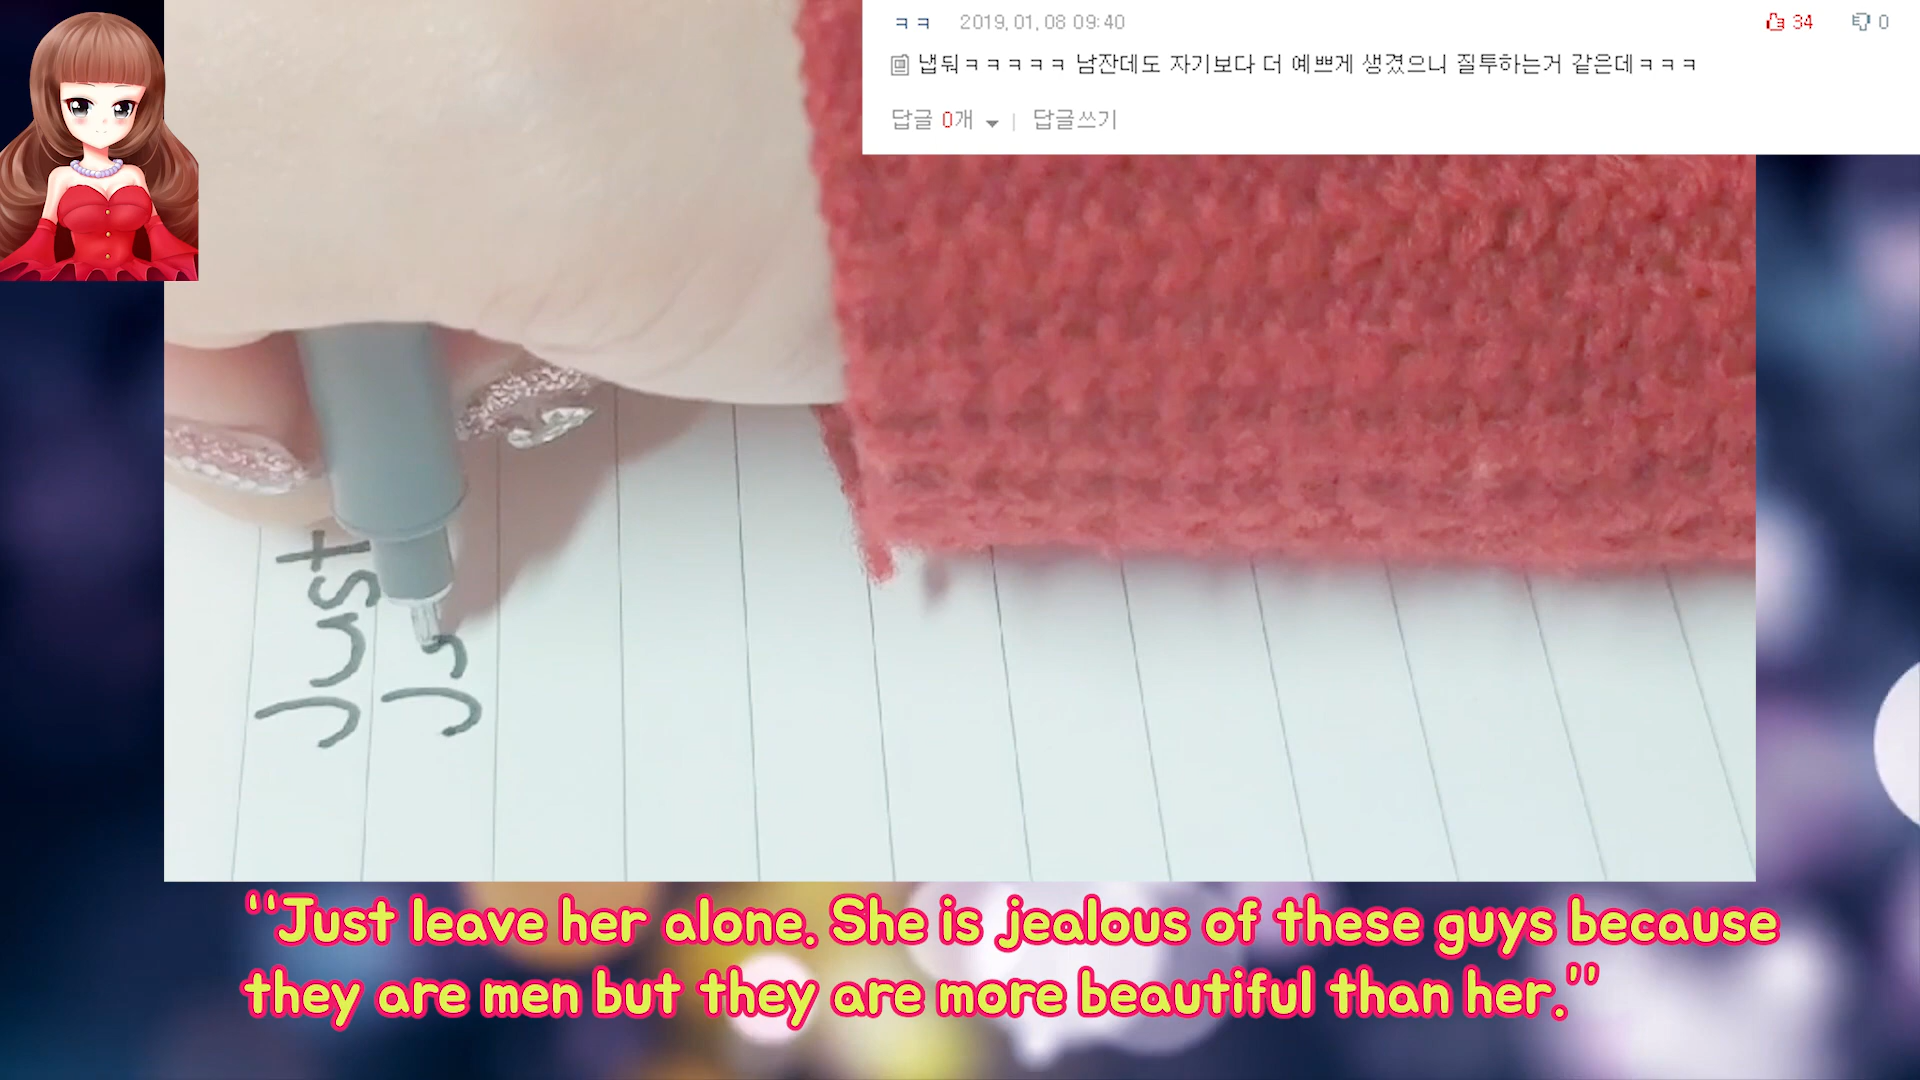 ㅋㅋ 2019.01.08 09:40 34 0
냅둬ㅋㅋㅋㅋㅋ 남잔데도 자기보다 더 예쁘게 생겼으니 질투하는거 같은데ㅋㅋㅋ
답글 0개 | 답글쓰기
Just
Js
“Just leave her alone. She is jealous of these guys because
they are men but they are more beautiful than her.”